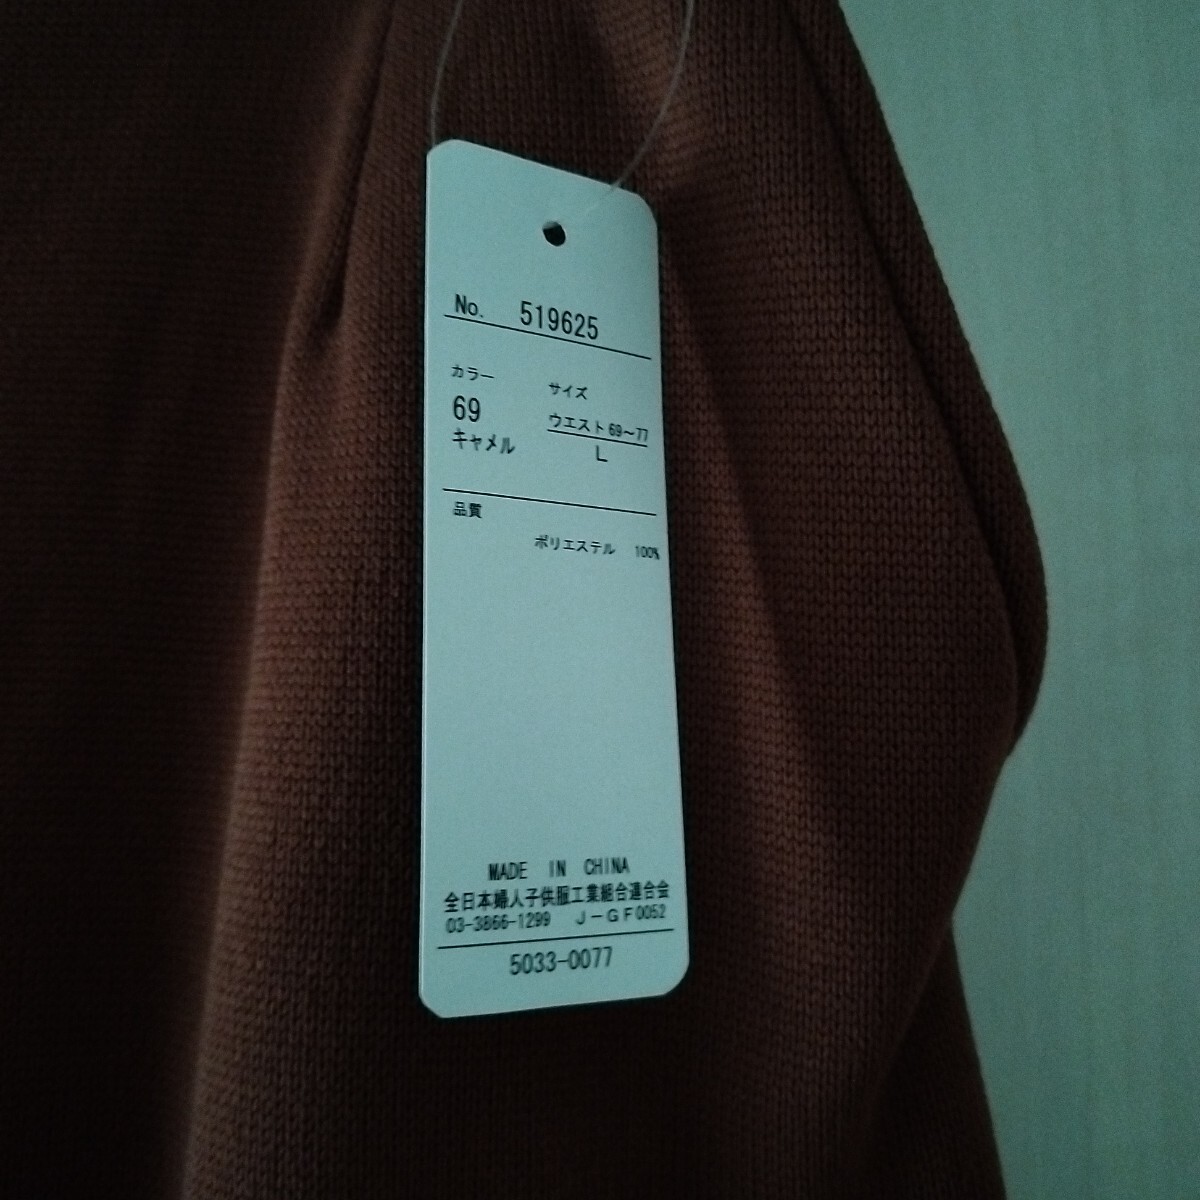 No. 519625
カラー サイズ
69 ウエスト69〜77
キャメル L
品質
ポリエステル 100%
MADE IN CHINA
全日本婦人子供服工業組合連合会
03-3866-1299 J-GF0052
5033-0077